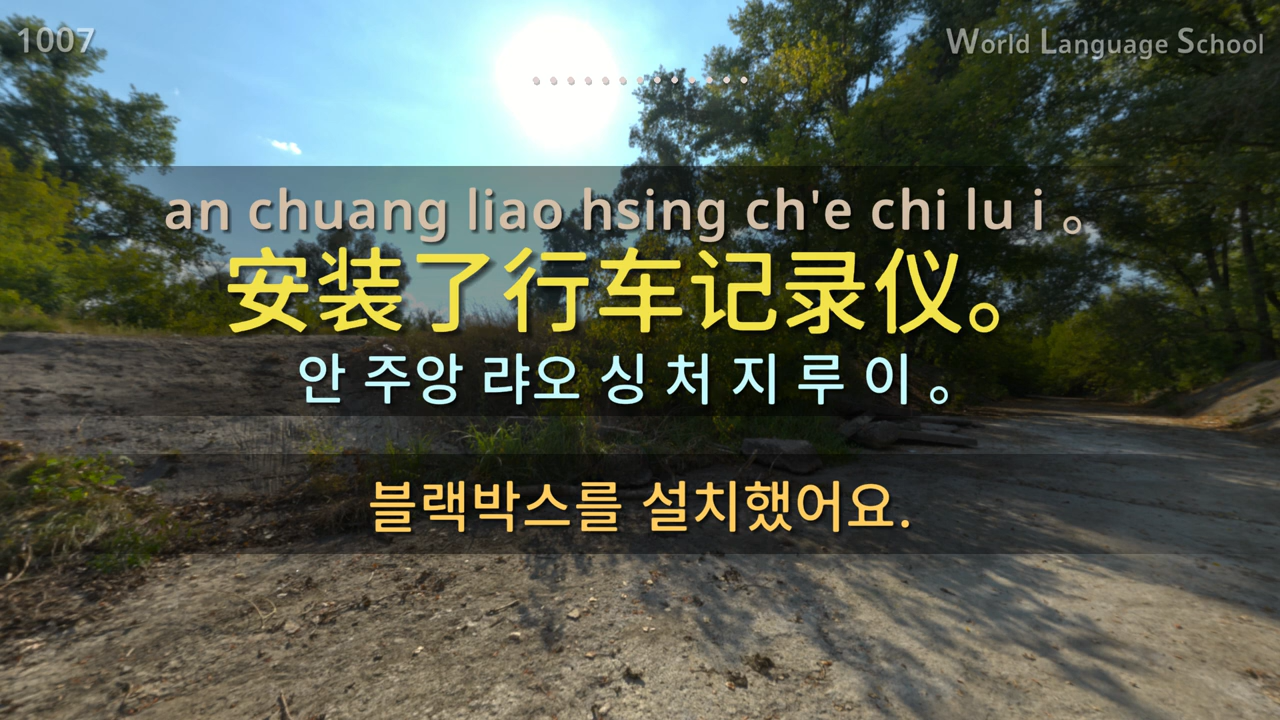 1007
World Language School
an chuang liao hsing ch'e chi lu i 。
安装了行车记录仪。
안 주앙 랴오 싱 처 지 루 이 。
블랙박스를 설치했어요.